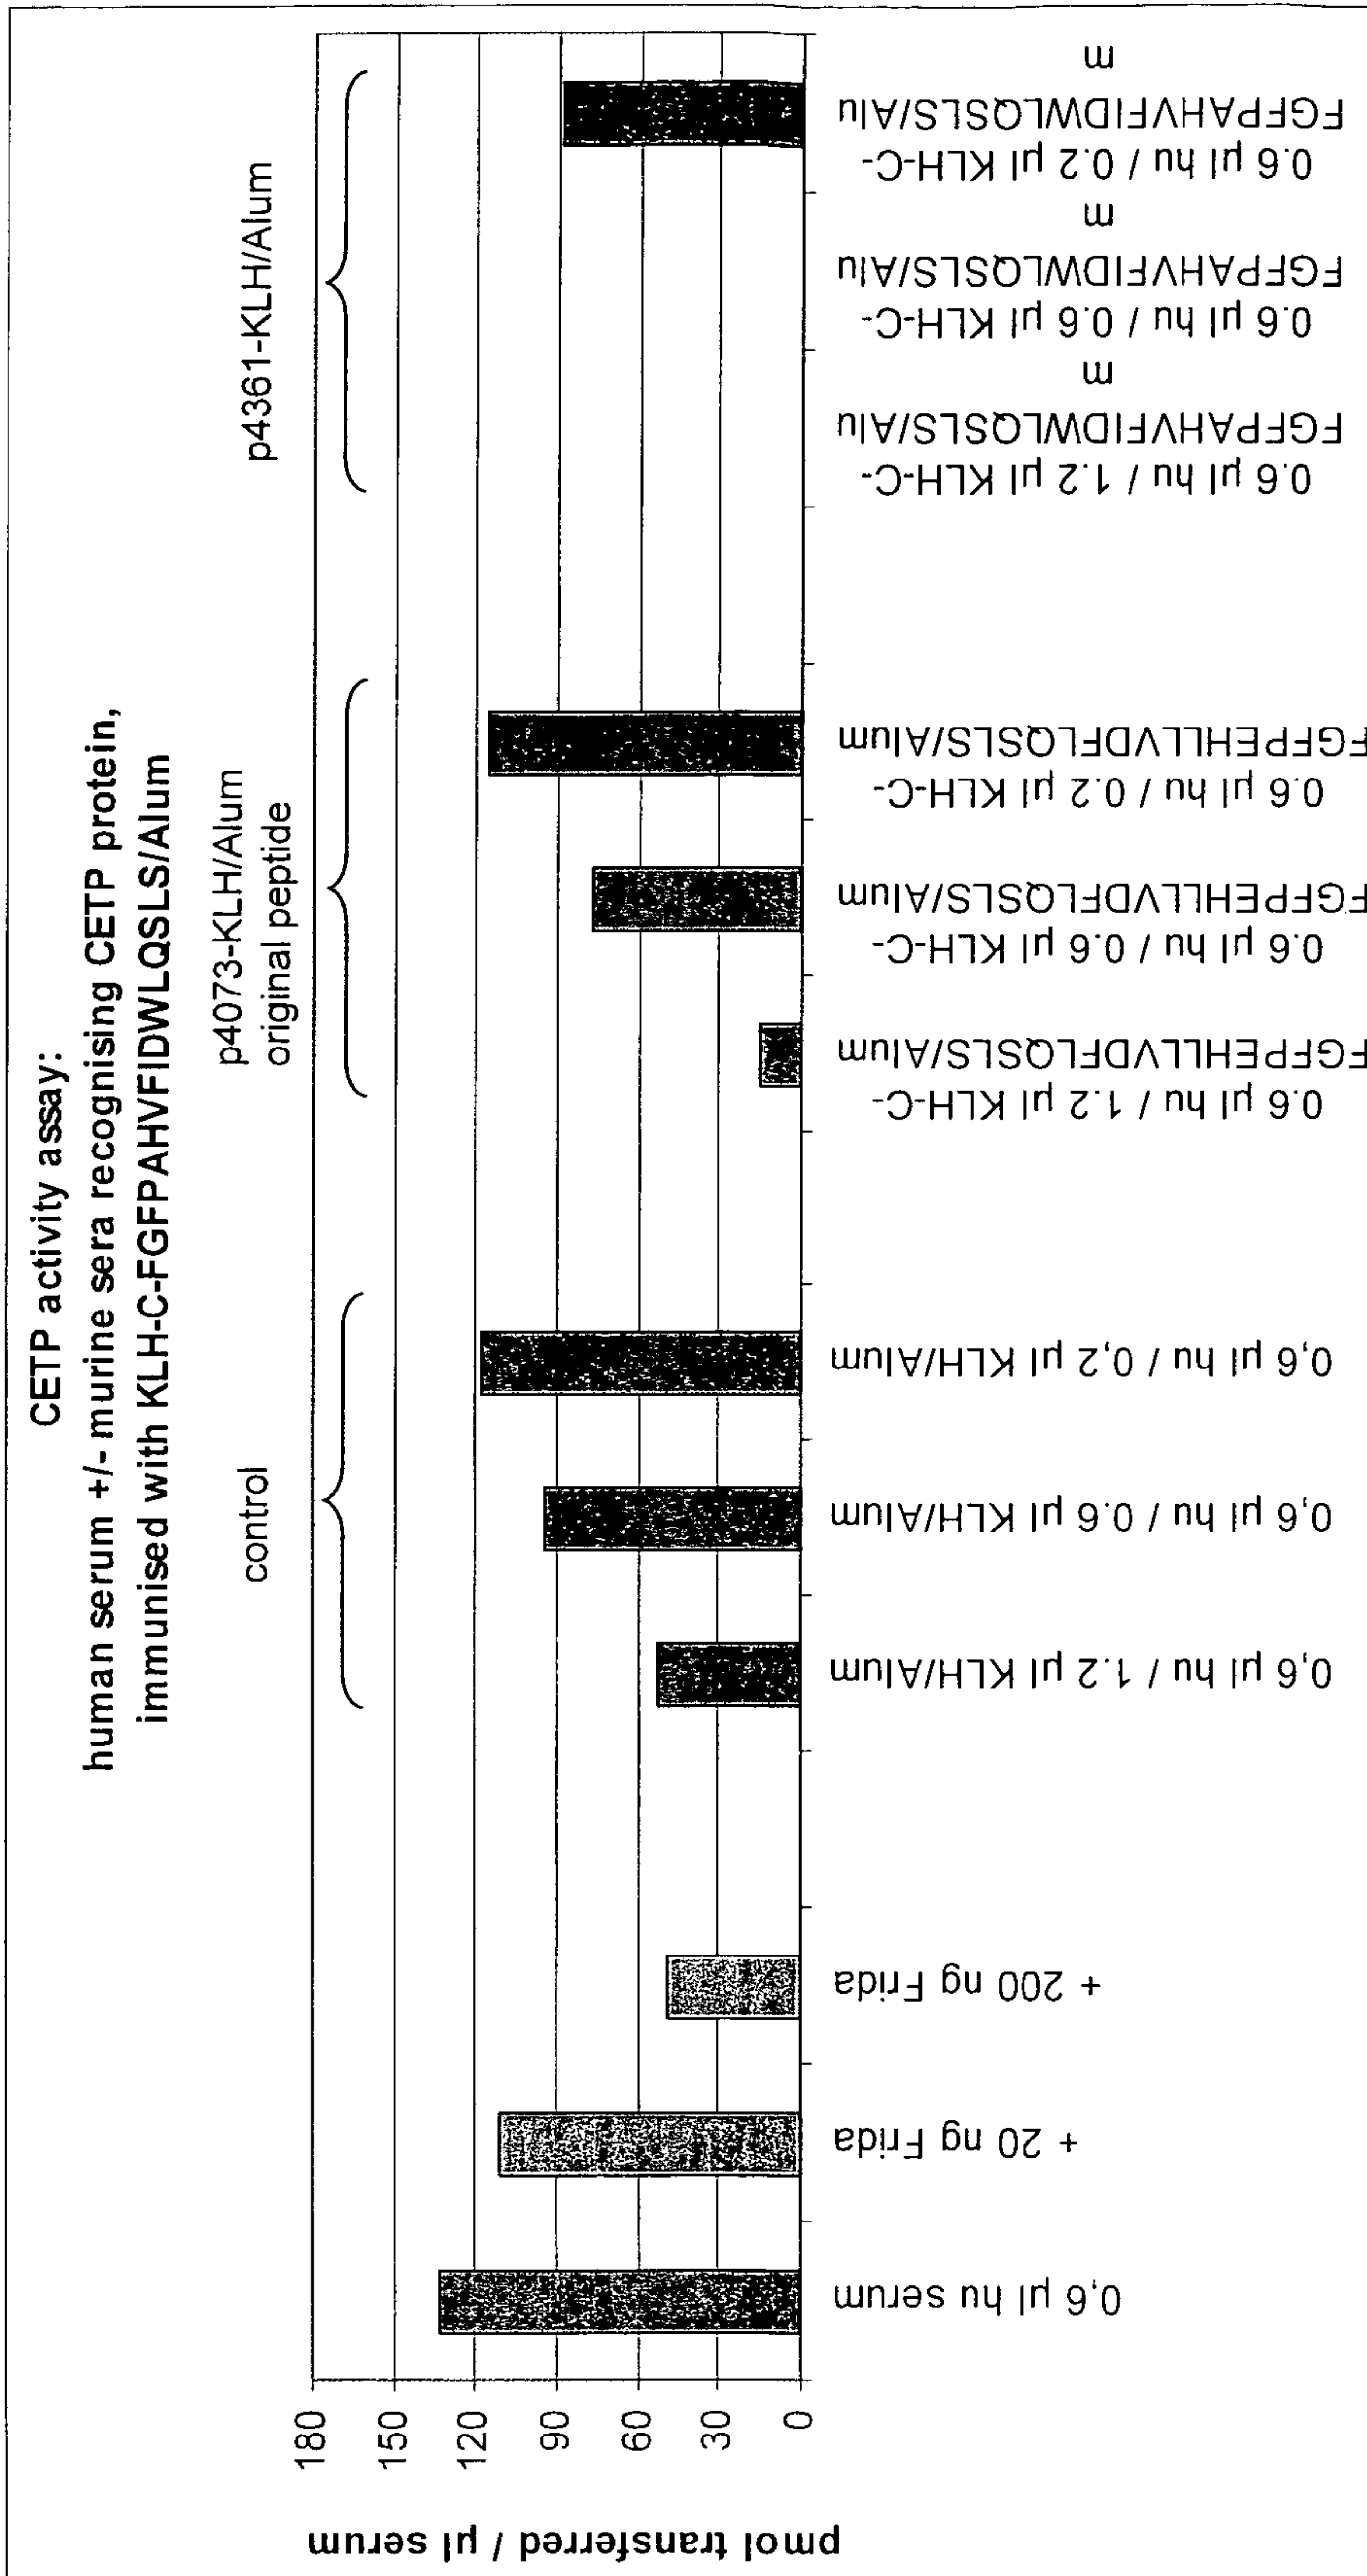 CETP activity assay:
human serum +/- murine sera recognising CETP protein,
immunised with KLH-C-FGFPAHVFIDWLQSLS/Alum
control
p4073-KLH/Alum
original peptide
p4361-KLH/Alum
pmol transferred / µl serum
180
150
120
90
60
30
0
0,6 µl hu serum
+ 20 ng Frida
+ 200 ng Frida
0,6 µl hu / 1.2 µl KLH/Alum
0,6 µl hu / 0.6 µl KLH/Alum
0,6 µl hu / 0,2 µl KLH/Alum
0.6 µl hu / 1.2 µl KLH-C-
FGFPEHLLVDFLQSLS/Alum
0.6 µl hu / 0.6 µl KLH-C-
FGFPEHLLVDFLQSLS/Alum
0.6 µl hu / 0.2 µl KLH-C-
FGFPEHLLVDFLQSLS/Alum
0.6 µl hu / 1.2 µl KLH-C-
FGFPAHVFIDWLQSLS/Alu
m
0.6 µl hu / 0.6 µl KLH-C-
FGFPAHVFIDWLQSLS/Alu
m
0.6 µl hu / 0.2 µl KLH-C-
FGFPAHVFIDWLQSLS/Alu
m